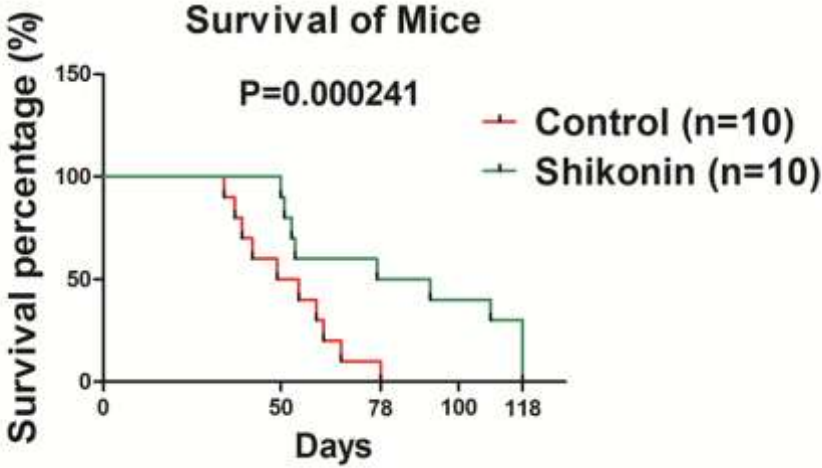 Survival of Mice
Survival percentage (%)
150
100
50
0
P=0.000241
Control (n=10)
Shikonin (n=10)
0 50 78 100 118
Days